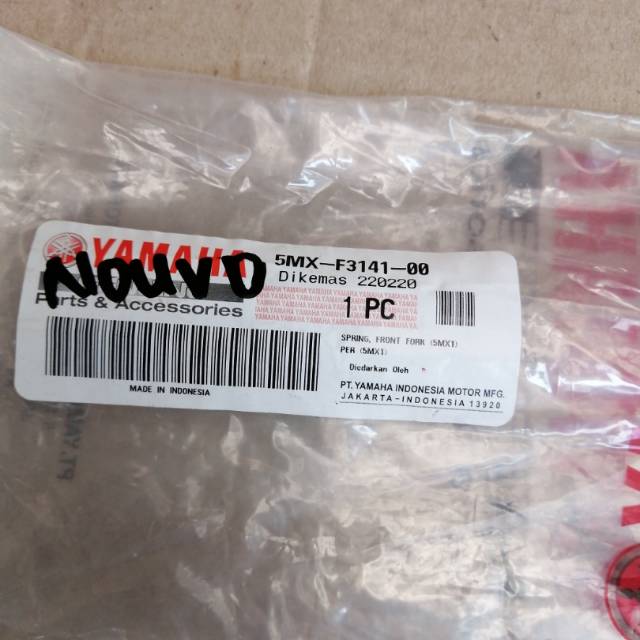 YAMAHA
NOUVO
Parts & Accessories
5MX-F3141-00
Dikemas 220220
1 PC
SPRING, FRONT FORK (5MX1)
PER (5MX1)
Diedarkan Oleh
PT. YAMAHA INDONESIA MOTOR MFG.
JAKARTA-INDONESIA 13920
MADE IN INDONESIA